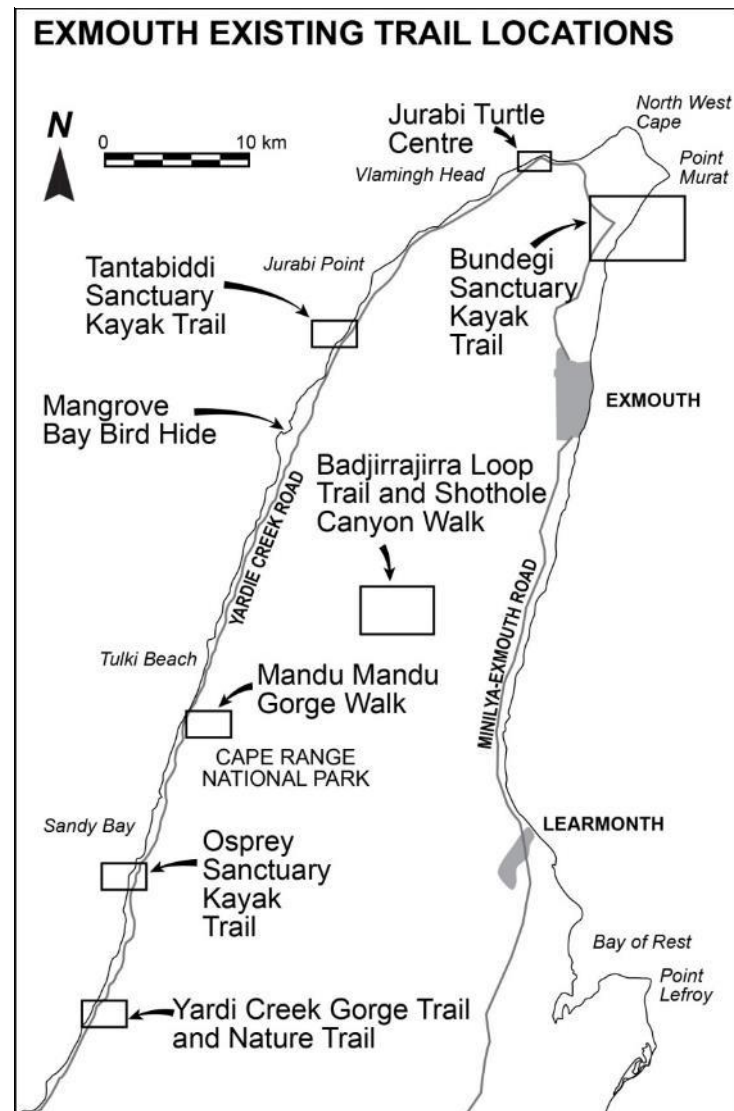 EXMOUTH EXISTING TRAIL LOCATIONS
N
0 10 km
Jurabi Turtle
Centre
North West
Cape
Vlamingh Head
Point
Murat
Jurabi Point
Tantabiddi
Sanctuary
Kayak Trail
Bundegi
Sanctuary
Kayak
Trail
Mangrove
Bay Bird Hide
EXMOUTH
Badjirrajirra Loop
Trail and Shothole
Canyon Walk
YARDIE CREEK ROAD
MINILYA-EXMOUTH ROAD
Tulki Beach
Mandu Mandu
Gorge Walk
CAPE RANGE
NATIONAL PARK
Sandy Bay
LEARMONTH
Osprey
Sanctuary
Kayak
Trail
Bay of Rest
Point
Lefroy
Yardi Creek Gorge Trail
and Nature Trail